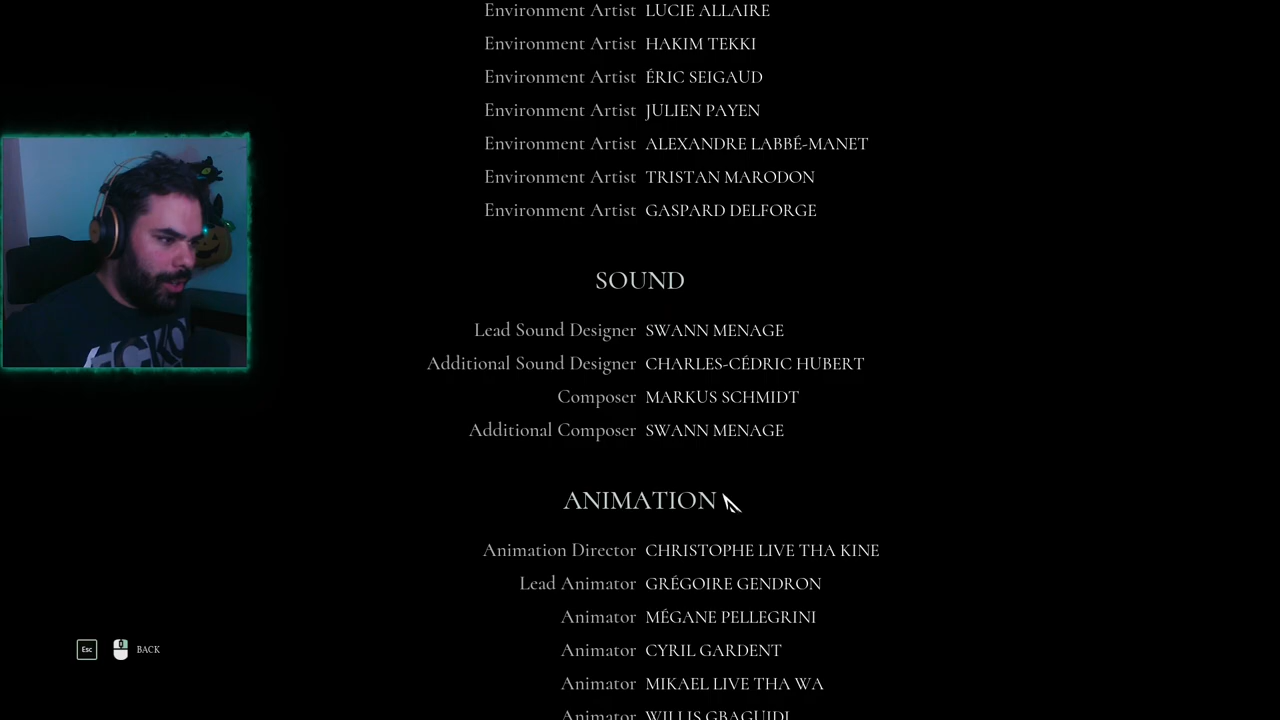 Environment Artist LUCIE ALLAIRE
Environment Artist HAKIM TEKKI
Environment Artist ÉRIC SEIGAUD
Environment Artist JULIEN PAYEN
Environment Artist ALEXANDRE LABBÉ-MANET
Environment Artist TRISTAN MARODON
Environment Artist GASPARD DELFORGE
SOUND
Lead Sound Designer SWANN MENAGE
Additional Sound Designer CHARLES-CÉDRIC HUBERT
Composer MARKUS SCHMIDT
Additional Composer SWANN MENAGE
ANIMATION
Animation Director CHRISTOPHE LIVE THA KINE
Lead Animator GRÉGOIRE GENDRON
Animator MÉGANE PELLEGRINI
Animator CYRIL GARDENT
Animator MIKAEL LIVE THA WA
Animator WILLIS GBAGUIDI
Esc BACK